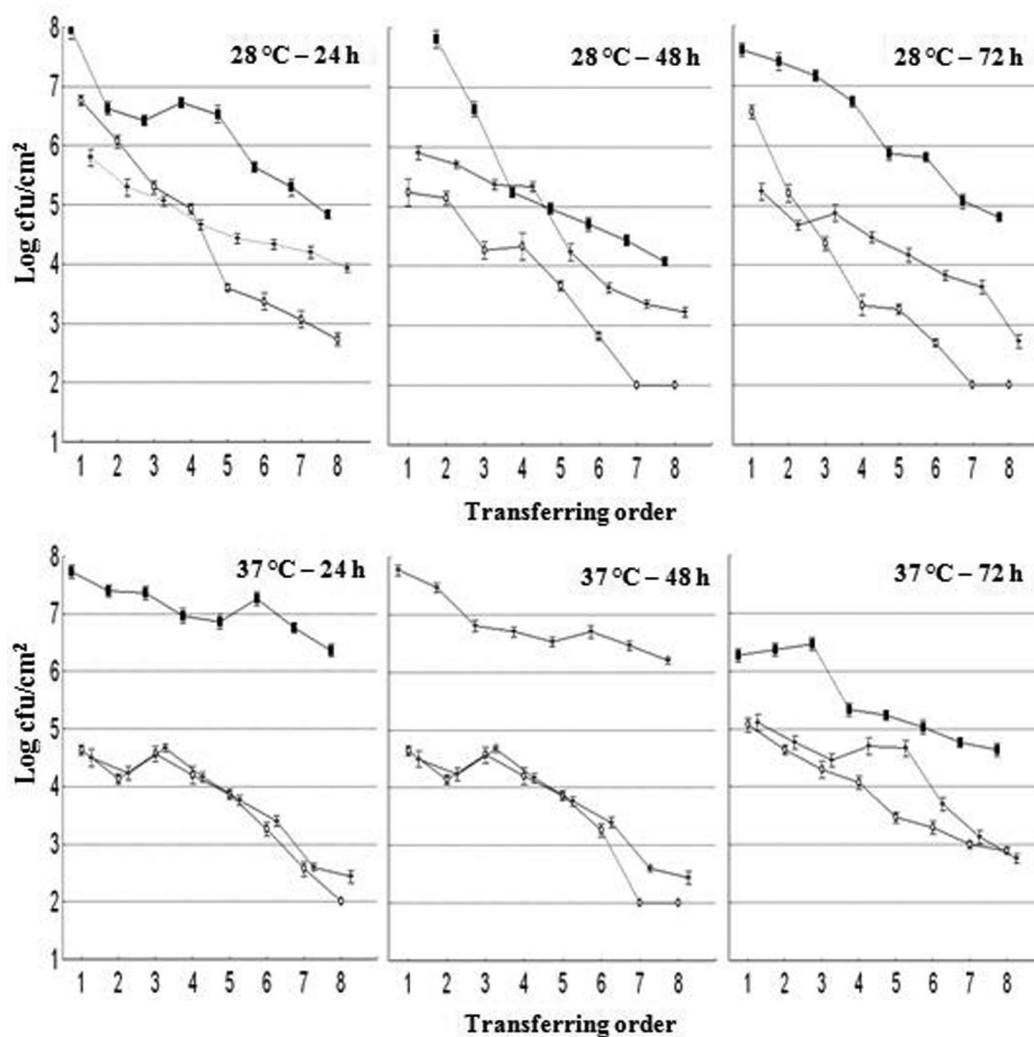 28 °C – 24 h
28 °C – 48 h
28 °C – 72 h
Log cfu/cm²
8
7
6
5
4
3
2
1
1 2 3 4 5 6 7 8
1 2 3 4 5 6 7 8
1 2 3 4 5 6 7 8
Transferring order
37 °C – 24 h
37 °C – 48 h
37 °C – 72 h
Log cfu/cm²
8
7
6
5
4
3
2
1
1 2 3 4 5 6 7 8
1 2 3 4 5 6 7 8
1 2 3 4 5 6 7 8
Transferring order